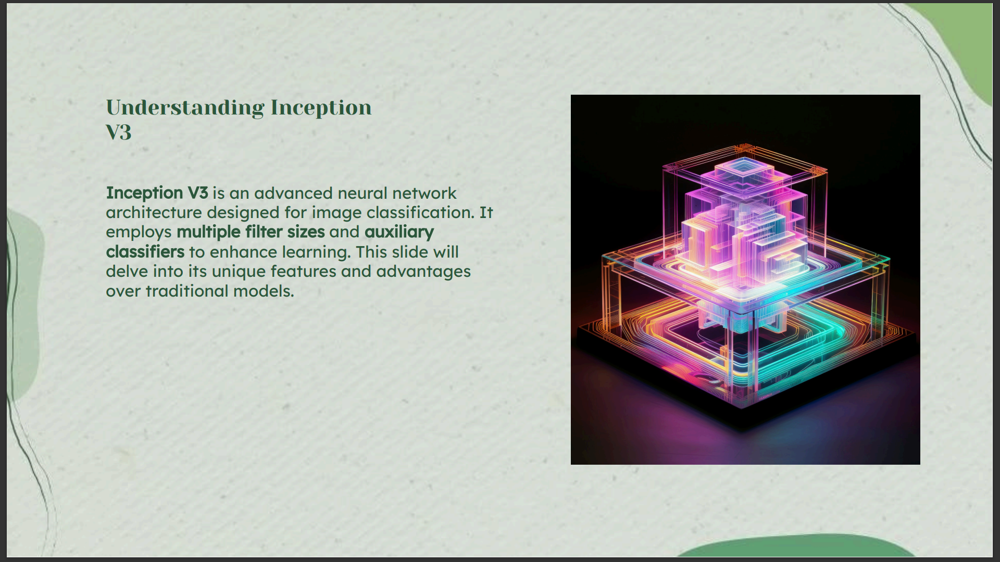 Understanding Inception
V3
Inception V3 is an advanced neural network
architecture designed for image classification. It
employs multiple filter sizes and auxiliary
classifiers to enhance learning. This slide will
delve into its unique features and advantages
over traditional models.